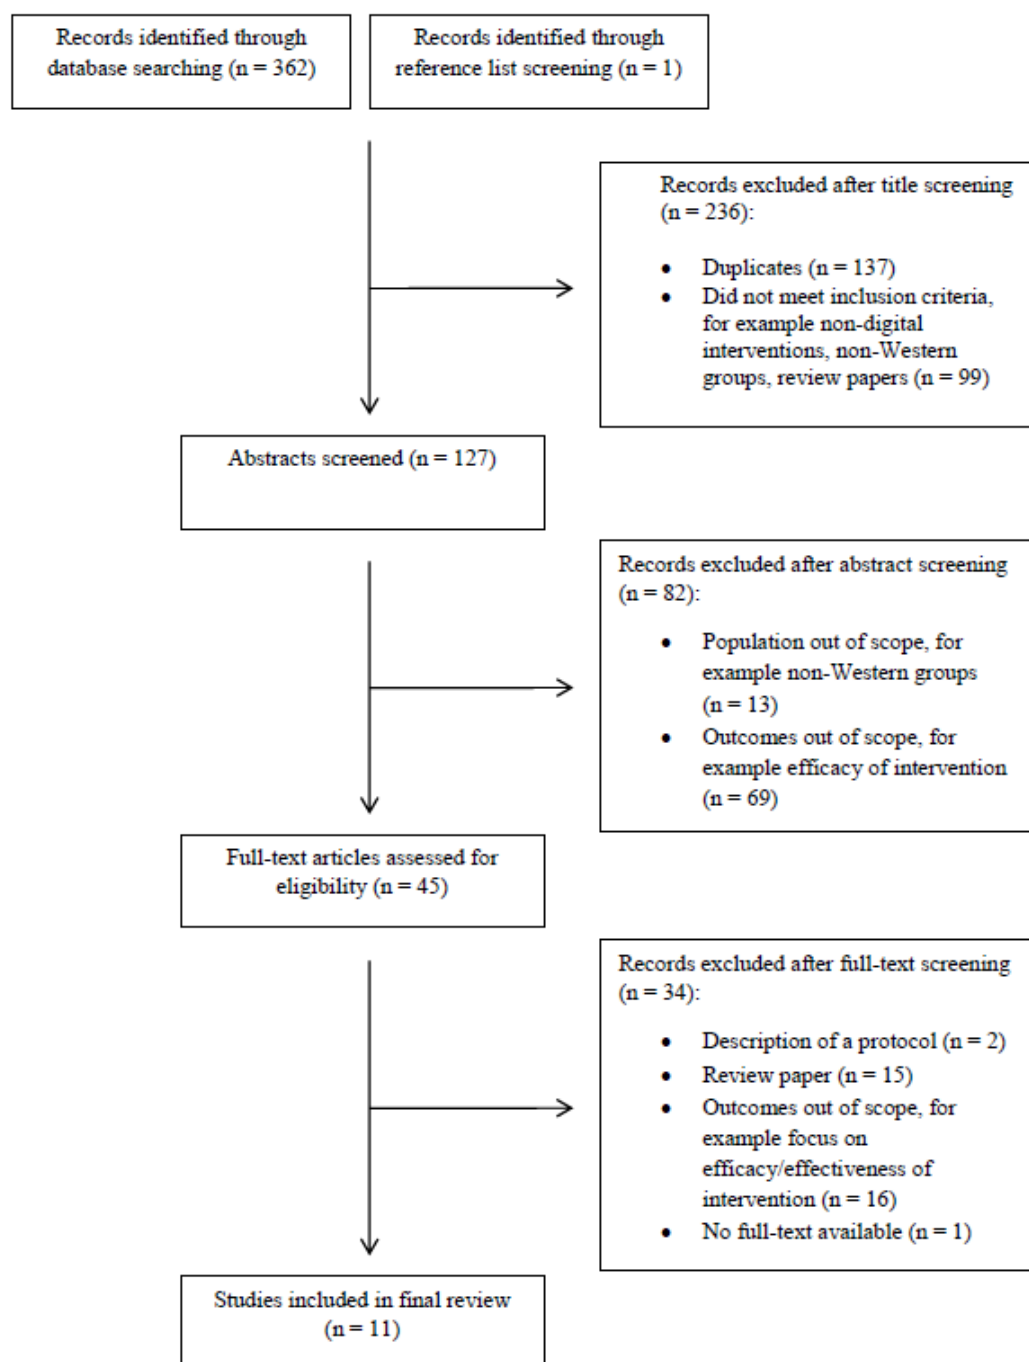 Records identified through
database searching (n = 362)
Records identified through
reference list screening (n = 1)
Records excluded after title screening
(n = 236):
• Duplicates (n = 137)
• Did not meet inclusion criteria,
for example non-digital
interventions, non-Western
groups, review papers (n = 99)
Abstracts screened (n = 127)
Records excluded after abstract screening
(n = 82):
• Population out of scope, for
example non-Western groups
(n = 13)
• Outcomes out of scope, for
example efficacy of intervention
(n = 69)
Full-text articles assessed for
eligibility (n = 45)
Records excluded after full-text screening
(n = 34):
• Description of a protocol (n = 2)
• Review paper (n = 15)
• Outcomes out of scope, for
example focus on
efficacy/effectiveness of
intervention (n = 16)
• No full-text available (n = 1)
Studies included in final review
(n = 11)